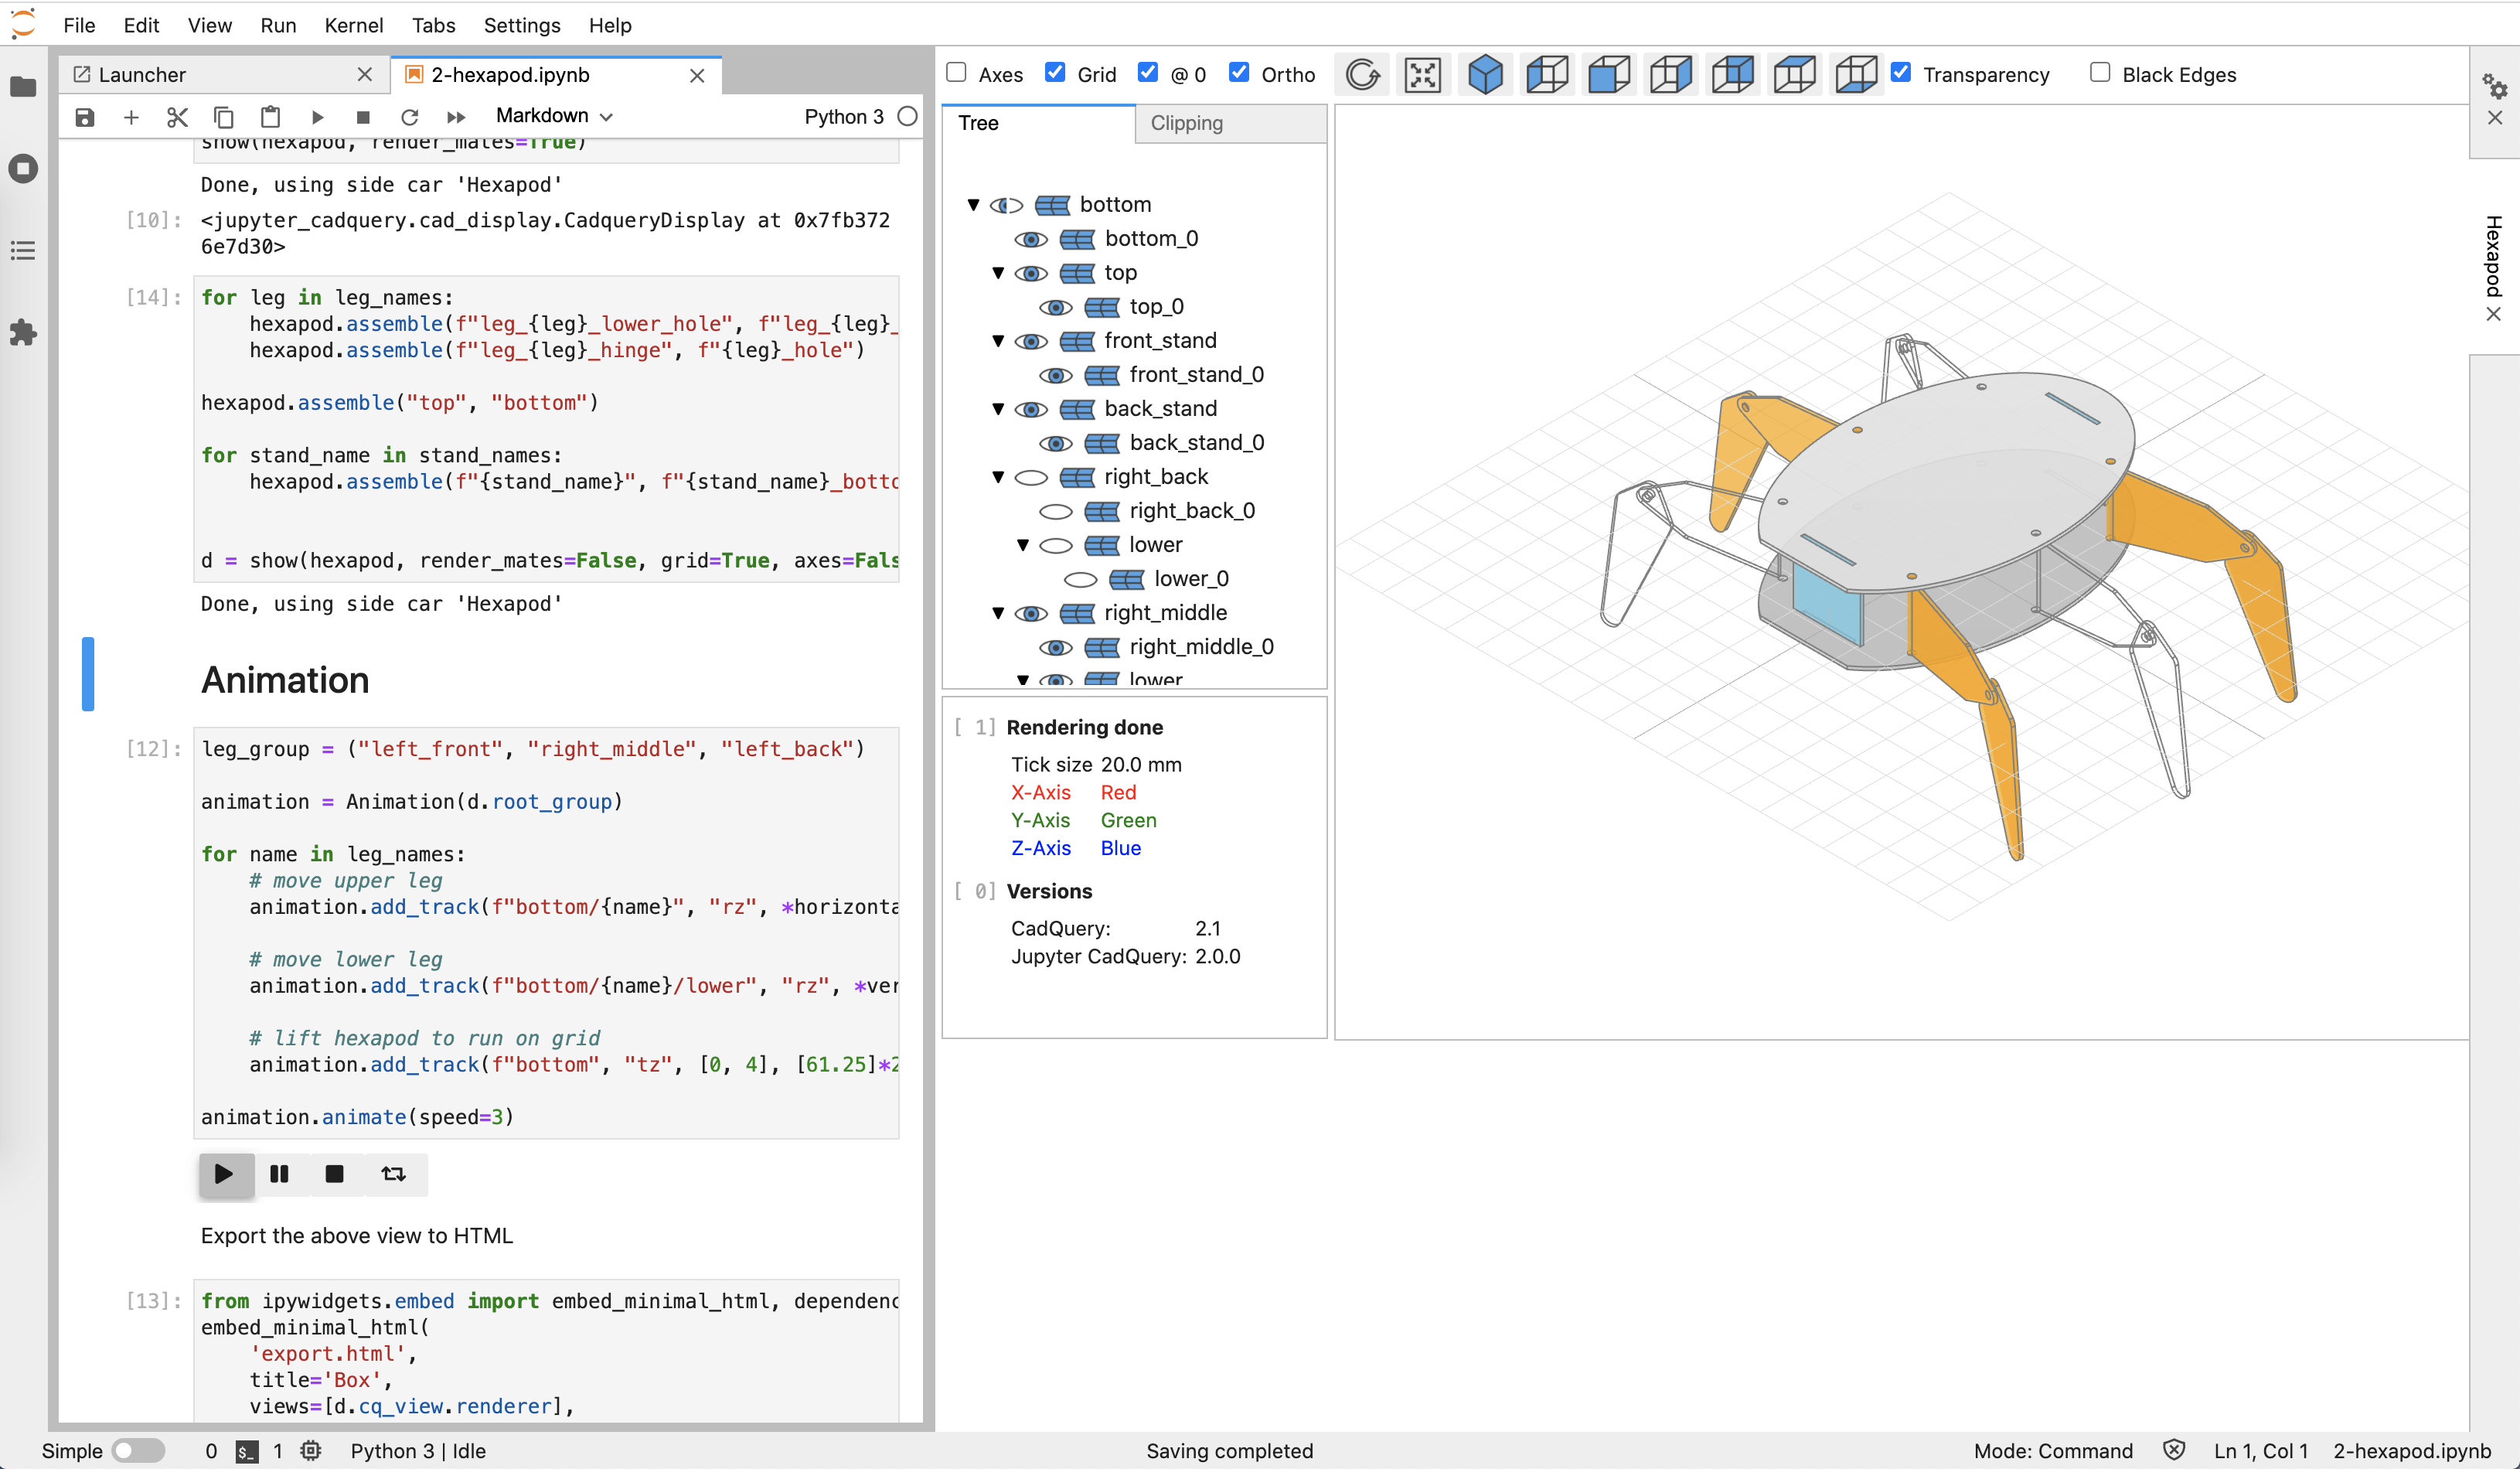 File Edit View Run Kernel Tabs Settings Help
Launcher
2-hexapod.ipynb
Markdown
Python 3
show(hexapod, render_mates=True)
Done, using side car 'Hexapod'
[10]: <jupyter_cadquery.cad_display.CadqueryDisplay at 0x7fb372
6e7d30>
[14]: for leg in leg_names:
hexapod.assemble(f"leg_{leg}_lower_hole", f"leg_{leg}_
hexapod.assemble(f"leg_{leg}_hinge", f"{leg}_hole")
hexapod.assemble("top", "bottom")
for stand_name in stand_names:
hexapod.assemble(f"{stand_name}", f"{stand_name}_botto
d = show(hexapod, render_mates=False, grid=True, axes=Fals
Done, using side car 'Hexapod'
Animation
[12]: leg_group = ("left_front", "right_middle", "left_back")
animation = Animation(d.root_group)
for name in leg_names:
# move upper leg
animation.add_track(f"bottom/{name}", "rz", *horizonta
# move lower leg
animation.add_track(f"bottom/{name}/lower", "rz", *ver
# lift hexapod to run on grid
animation.add_track(f"bottom", "tz", [0, 4], [61.25]*2
animation.animate(speed=3)
Export the above view to HTML
[13]: from ipywidgets.embed import embed_minimal_html, dependenc
embed_minimal_html(
'export.html',
title='Box',
views=[d.cq_view.renderer],
Axes Grid @ 0 Ortho Transparency Black Edges
Tree Clipping
bottom
bottom_0
top
top_0
front_stand
front_stand_0
back_stand
back_stand_0
right_back
right_back_0
lower
lower_0
right_middle
right_middle_0
lower
[ 1] Rendering done
Tick size 20.0 mm
X-Axis Red
Y-Axis Green
Z-Axis Blue
[ 0] Versions
CadQuery: 2.1
Jupyter CadQuery: 2.0.0
Hexapod
Simple 0 $_ 1 Python 3 | Idle Saving completed Mode: Command Ln 1, Col 1 2-hexapod.ipynb